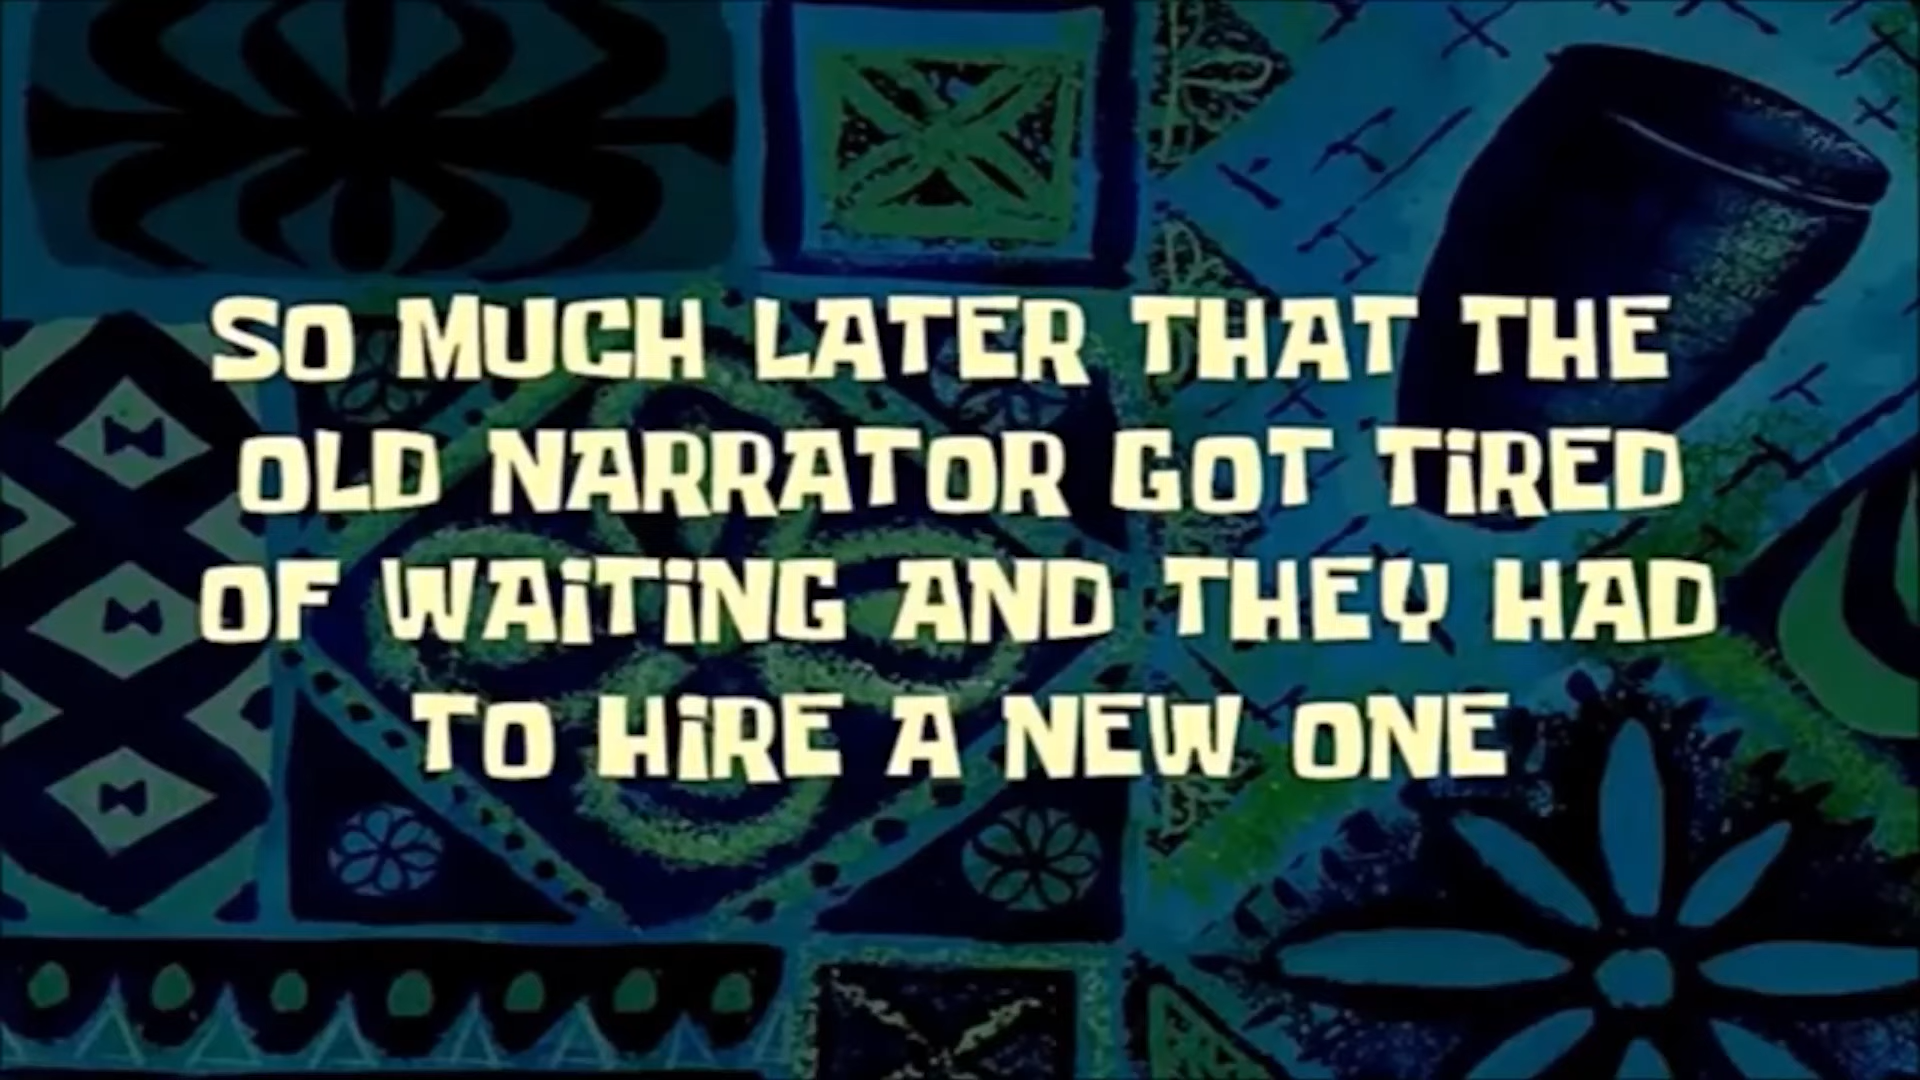 SO MUCH LATER THAT THE
OLD NARRATOR GOT TiRED
OF WAiTiNG AND THEY HAD
TO HiRE A NEW ONE